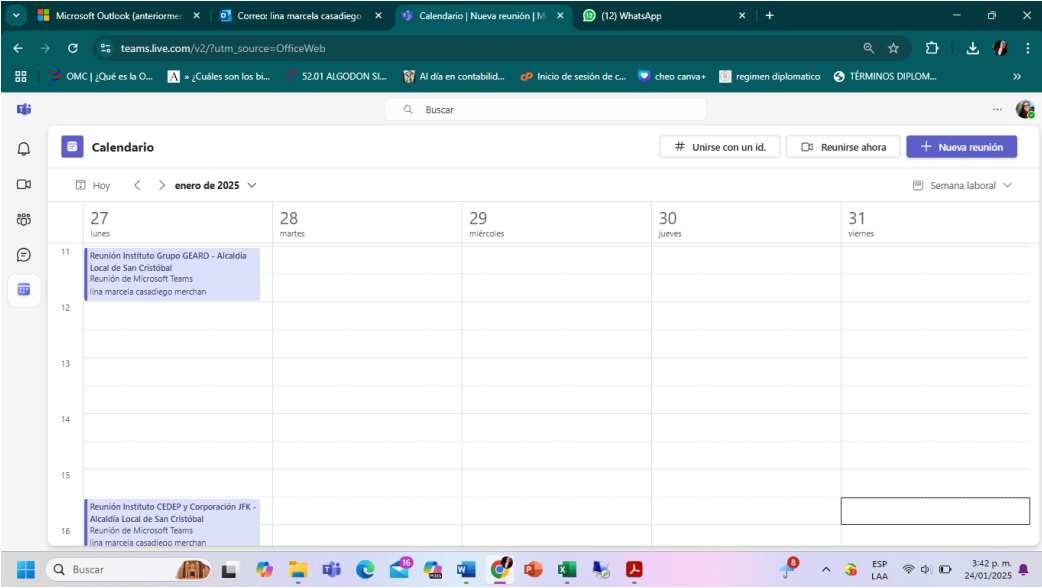 Microsoft Outlook (anteriormer
Correo: lina marcela casadiego
Calendario | Nueva reunión | M
(12) WhatsApp
teams.live.com/v2/?utm_source=OfficeWeb
OMC | ¿Qué es la O...
A » ¿Cuáles son los bi...
52.01 ALGODON SI...
Al día en contabilid...
Inicio de sesión de c...
cheo canva+
regimen diplomatico
TÉRMINOS DIPLOM...
Buscar
Calendario
# Unirse con un id.
Reunirse ahora
+ Nueva reunión
Hoy
enero de 2025
Semana laboral
27
lunes
28
martes
29
miércoles
30
jueves
31
viernes
11
Reunión Instituto Grupo GEARD - Alcaldía
Local de San Cristóbal
Reunión de Microsoft Teams
lina marcela casadiego merchan
12
13
14
15
Reunión Instituto CEDEP y Corporación JFK -
Alcaldía Local de San Cristóbal
Reunión de Microsoft Teams
lina marcela casadiego merchan
16
Buscar
16
8
ESP
LAA
3:42 p. m.
24/01/2025